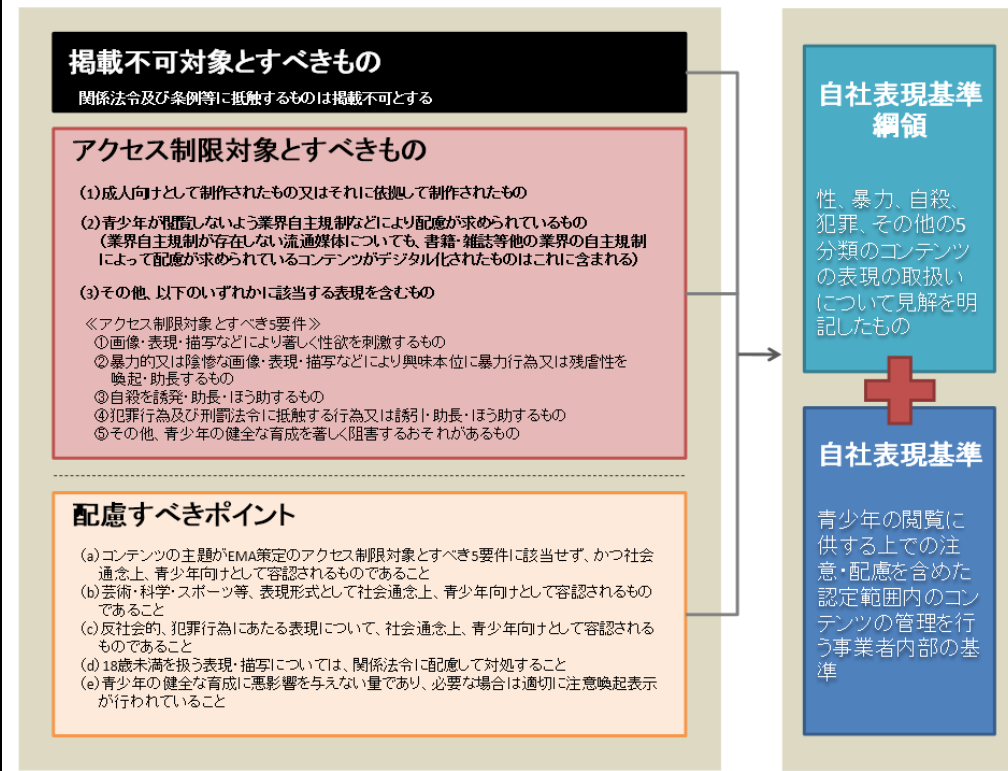 掲載不可対象とすべきもの
関係法令及び条例等に抵触するものは掲載不可とする
アクセス制限対象とすべきもの
(1)成人向けとして制作されたもの又はそれに依拠して制作されたもの
(2)青少年が閲覧しないよう業界自主規制などにより配慮が求められているもの
(業界自主規制が存在しない流通媒体についても、書籍・雑誌等他の業界の自主規制
によって配慮が求められているコンテンツがデジタル化されたものはこれに含まれる)
(3)その他、以下のいずれかに該当する表現を含むもの
≪アクセス制限対象とすべき5要件≫
①画像・表現・描写などにより著しく性欲を刺激するもの
②暴力的又は陰惨な画像・表現・描写などにより興味本位に暴力行為又は残虐性を
喚起・助長するもの
③自殺を誘発・助長・ほう助するもの
④犯罪行為及び刑罰法令に抵触する行為又は誘引・助長・ほう助するもの
⑤その他、青少年の健全な育成を著しく阻害するおそれがあるもの
配慮すべきポイント
(a)コンテンツの主題がEMA策定のアクセス制限対象とすべき5要件に該当せず、かつ社会
通念上、青少年向けとして容認されるものであること
(b)芸術・科学・スポーツ等、表現形式として社会通念上、青少年向けとして容認されるもの
であること
(c)反社会的、犯罪行為にあたる表現について、社会通念上、青少年向けとして容認される
ものであること
(d)18歳未満を扱う表現・描写については、関係法令に配慮して対処すること
(e)青少年の健全な育成に悪影響を与えない量であり、必要な場合は適切に注意喚起表示
が行われていること
自社表現基準
綱領
性、暴力、自殺、
犯罪、その他の5
分類のコンテンツ
の表現の取扱い
について見解を明
記したもの
自社表現基準
青少年の閲覧に
供する上での注
意・配慮を含めた
認定範囲内のコン
テンツの管理を行
う事業者内部の基
準